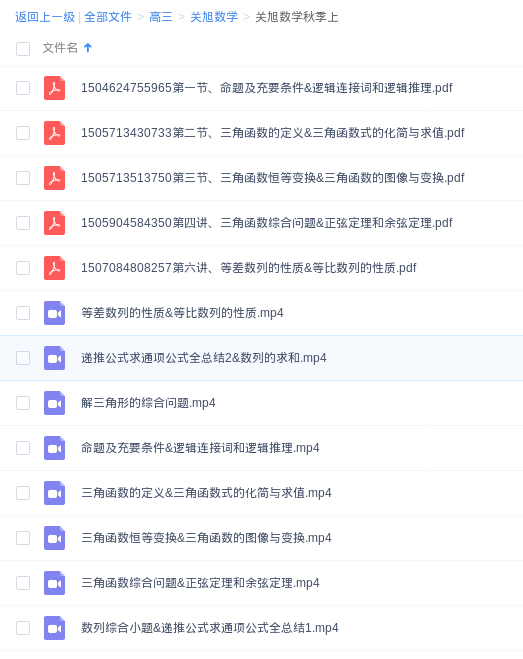 返回上一级 | 全部文件 > 高三 > 关旭数学 > 关旭数学秋季上
文件名
1504624755965第一节、命题及充要条件&逻辑连接词和逻辑推理.pdf
1505713430733第二节、三角函数的定义&三角函数式的化简与求值.pdf
1505713513750第三节、三角函数恒等变换&三角函数的图像与变换.pdf
1505904584350第四讲、三角函数综合问题&正弦定理和余弦定理.pdf
1507084808257第六讲、等差数列的性质&等比数列的性质.pdf
等差数列的性质&等比数列的性质.mp4
递推公式求通项公式全总结2&数列的求和.mp4
解三角形的综合问题.mp4
命题及充要条件&逻辑连接词和逻辑推理.mp4
三角函数的定义&三角函数式的化简与求值.mp4
三角函数恒等变换&三角函数的图像与变换.mp4
三角函数综合问题&正弦定理和余弦定理.mp4
数列综合小题&递推公式求通项公式全总结1.mp4